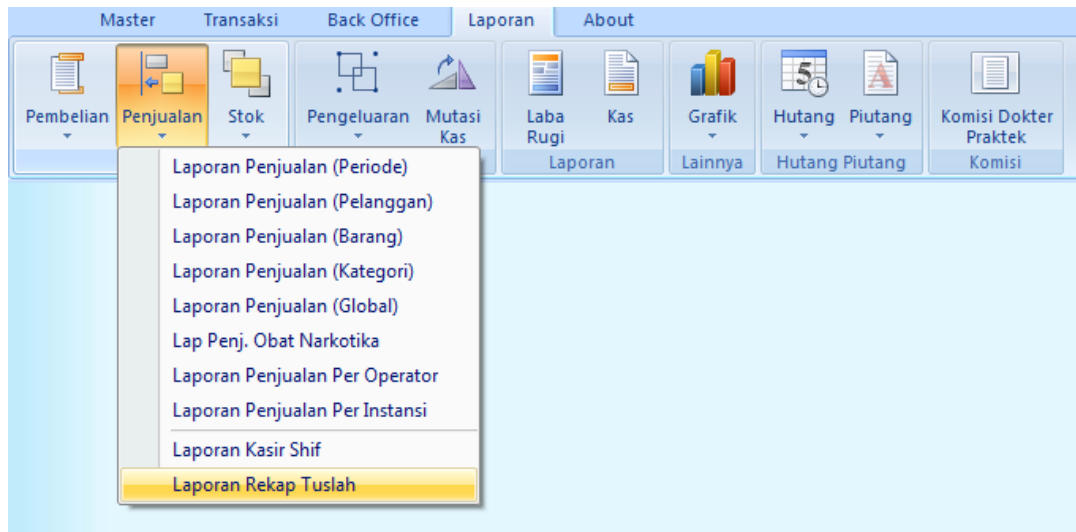 Master Transaksi Back Office Laporan About
Pembelian Penjualan Stok Pengeluaran Mutasi Kas Laba Rugi Kas Grafik Hutang Piutang Komisi Dokter Praktek
Laporan Lainnya Hutang Piutang Komisi
Laporan Penjualan (Periode)
Laporan Penjualan (Pelanggan)
Laporan Penjualan (Barang)
Laporan Penjualan (Kategori)
Laporan Penjualan (Global)
Lap Penj. Obat Narkotika
Laporan Penjualan Per Operator
Laporan Penjualan Per Instansi
Laporan Kasir Shif
Laporan Rekap Tuslah